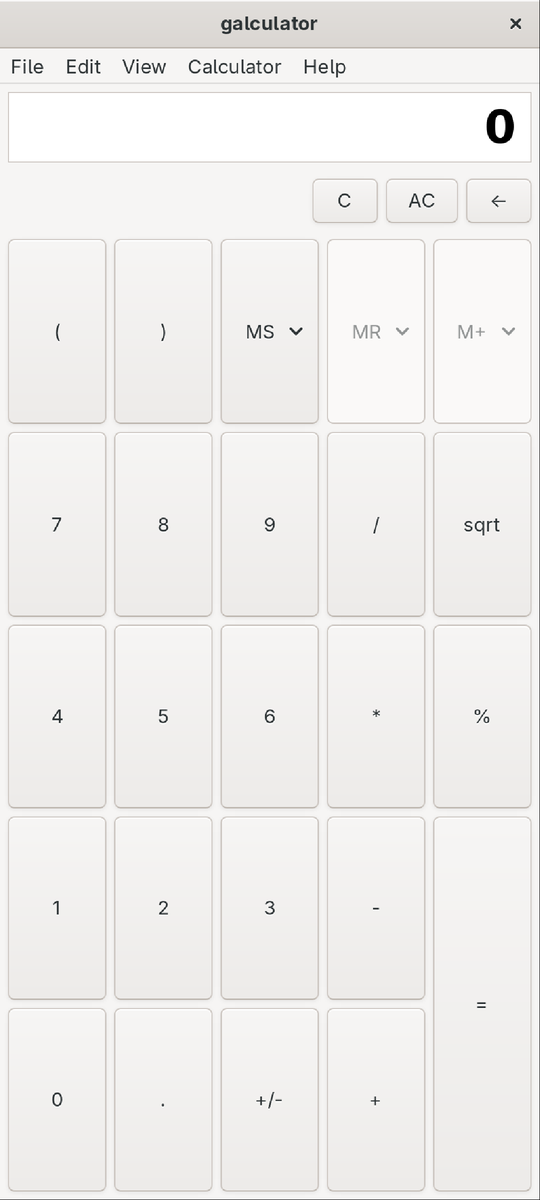 galculator ×
File Edit View Calculator Help
0
C AC ←
( ) MS MR M+
7 8 9 / sqrt
4 5 6 * %
1 2 3 -
=
0 . +/- +